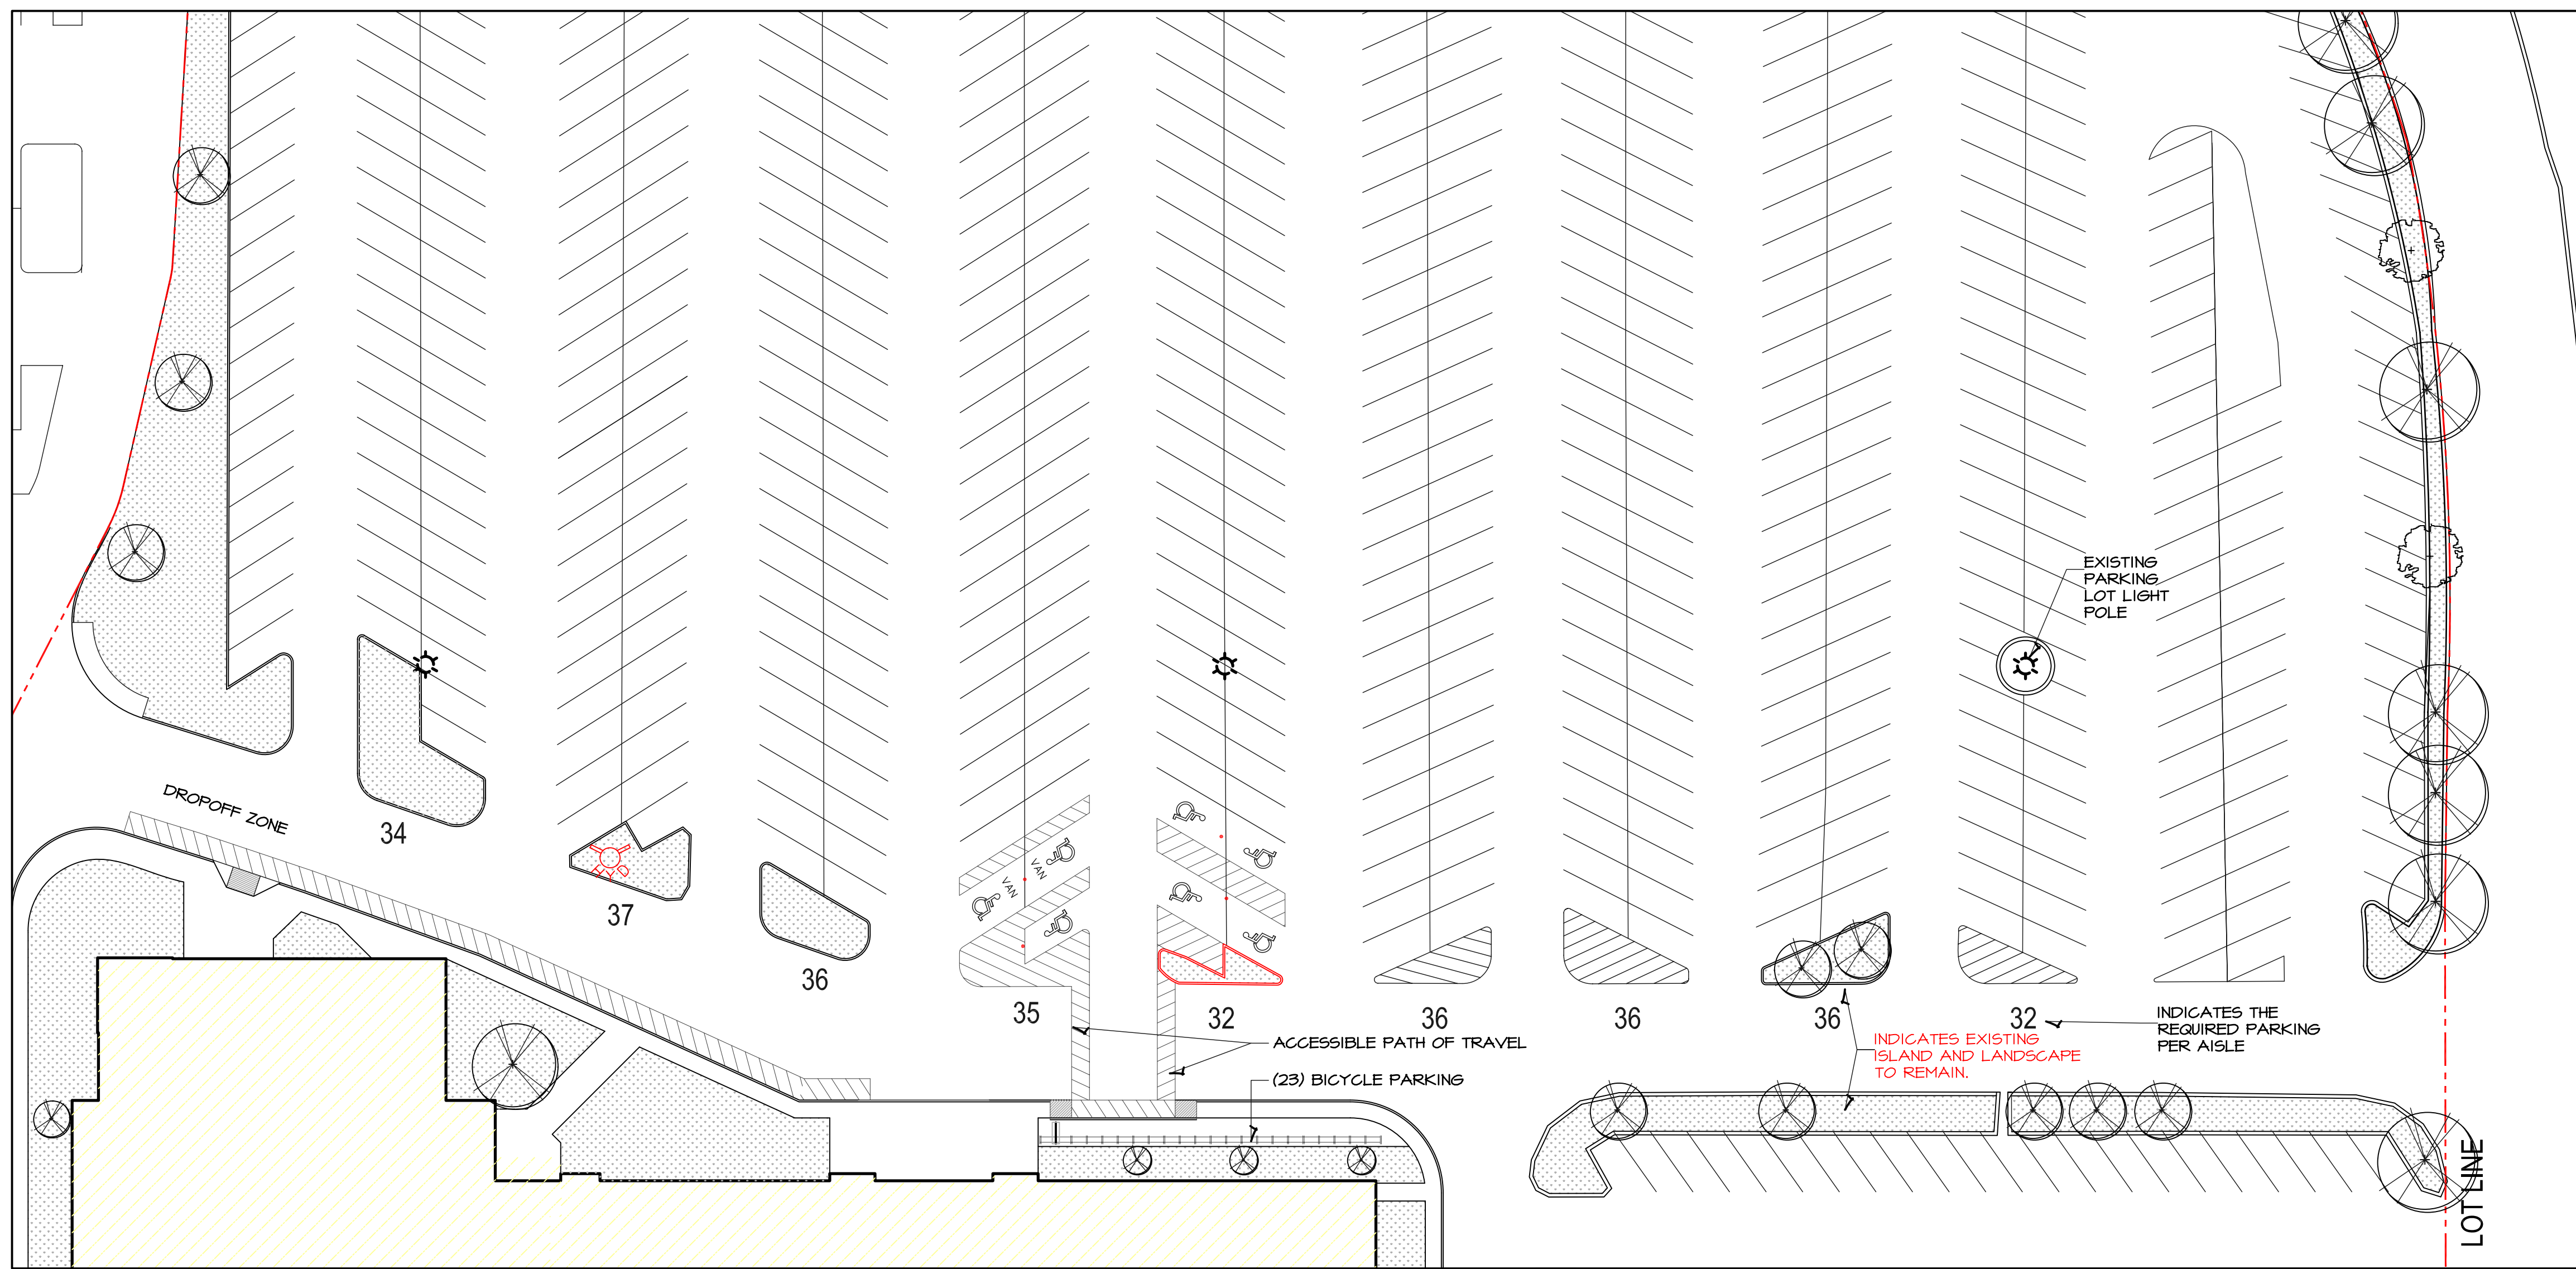 EXISTING
PARKING
LOT LIGHT
POLE
DROPOFF ZONE
34
HYD
VAN
VAN
37
36
35
32
36
36
36
32
INDICATES THE
REQUIRED PARKING
PER AISLE
ACCESSIBLE PATH OF TRAVEL
INDICATES EXISTING
ISLAND AND LANDSCAPE
TO REMAIN.
(23) BICYCLE PARKING
LOT LINE